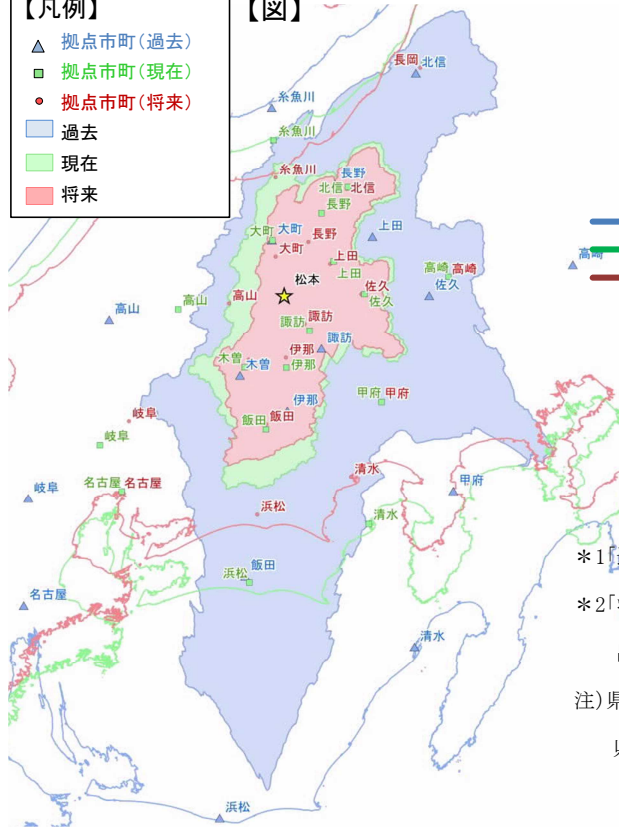 【凡例】
拠点市町(過去)
拠点市町(現在)
拠点市町(将来)
過去
現在
将来
【図】
長岡 北信
糸魚川
糸魚川
糸魚川
長野
北信 北信
長野
大町 大町
上田
長野
大町
上田
上田
高崎 高崎
高崎
松本
佐久
佐久
佐久
高山
高山
高山
諏訪
諏訪
諏訪
伊那
木曽 木曽
伊那
甲府 甲府
伊那
岐阜
飯田 飯田
岐阜
清水
名古屋 名古屋
甲府
岐阜
浜松
清水
浜松 飯田
名古屋
清水
浜松
*1「
*2「
注)県